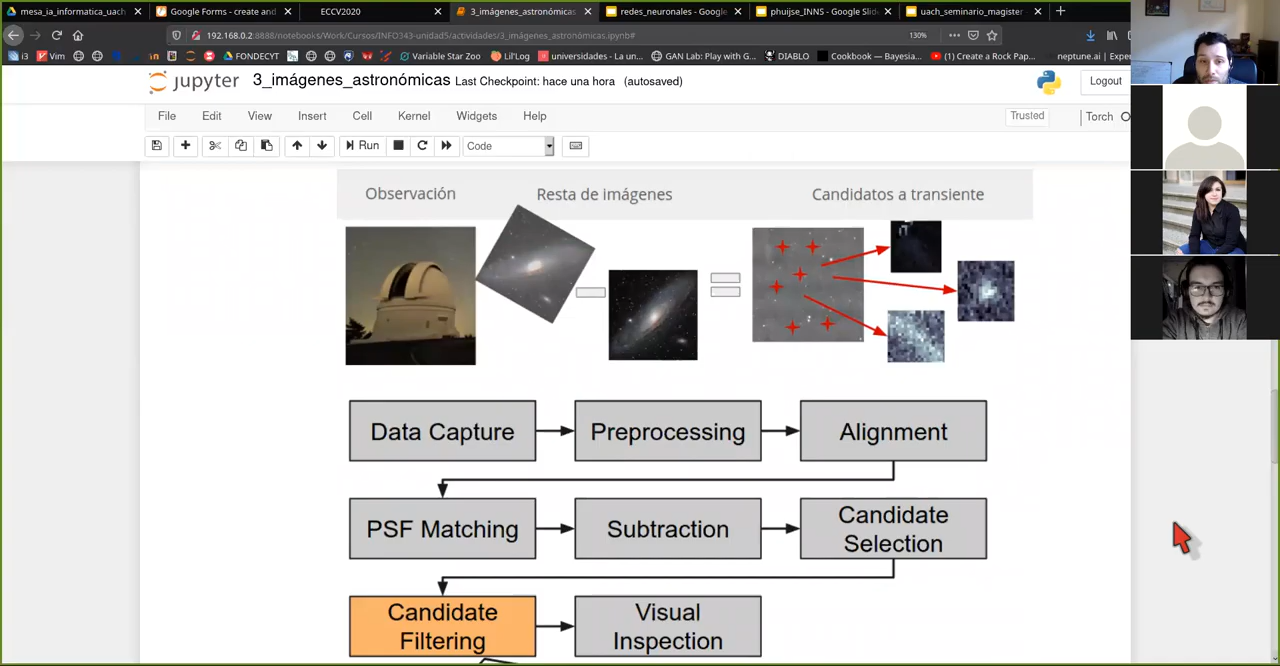 mesa_ia_informatica_uach
Google Forms - create and
ECCV2020
3_imágenes_astronómicas
redes_neuronales - Google
phuijse_INNS - Google Slide
uach_seminario_magister
192.168.0.2:8888/notebooks/Work/Cursos/INFO343-unidad5/actividades/3_imágenes_astronómicas.ipynb#
130%
i3
Vim
FONDECYT
Variable Star Zoo
Lil'Log
universidades - La un...
GAN Lab: Play with G...
DIABLO
Cookbook — Bayesia...
(1) Create a Rock Pap...
neptune.ai | Exper
jupyter
3_imágenes_astronómicas
Last Checkpoint: hace una hora
(autosaved)
Logout
File
Edit
View
Insert
Cell
Kernel
Widgets
Help
Trusted
Torch
Run
Code
Observación
Resta de imágenes
Candidatos a transiente
Data Capture
Preprocessing
Alignment
PSF Matching
Subtraction
Candidate
Selection
Candidate
Filtering
Visual
Inspection